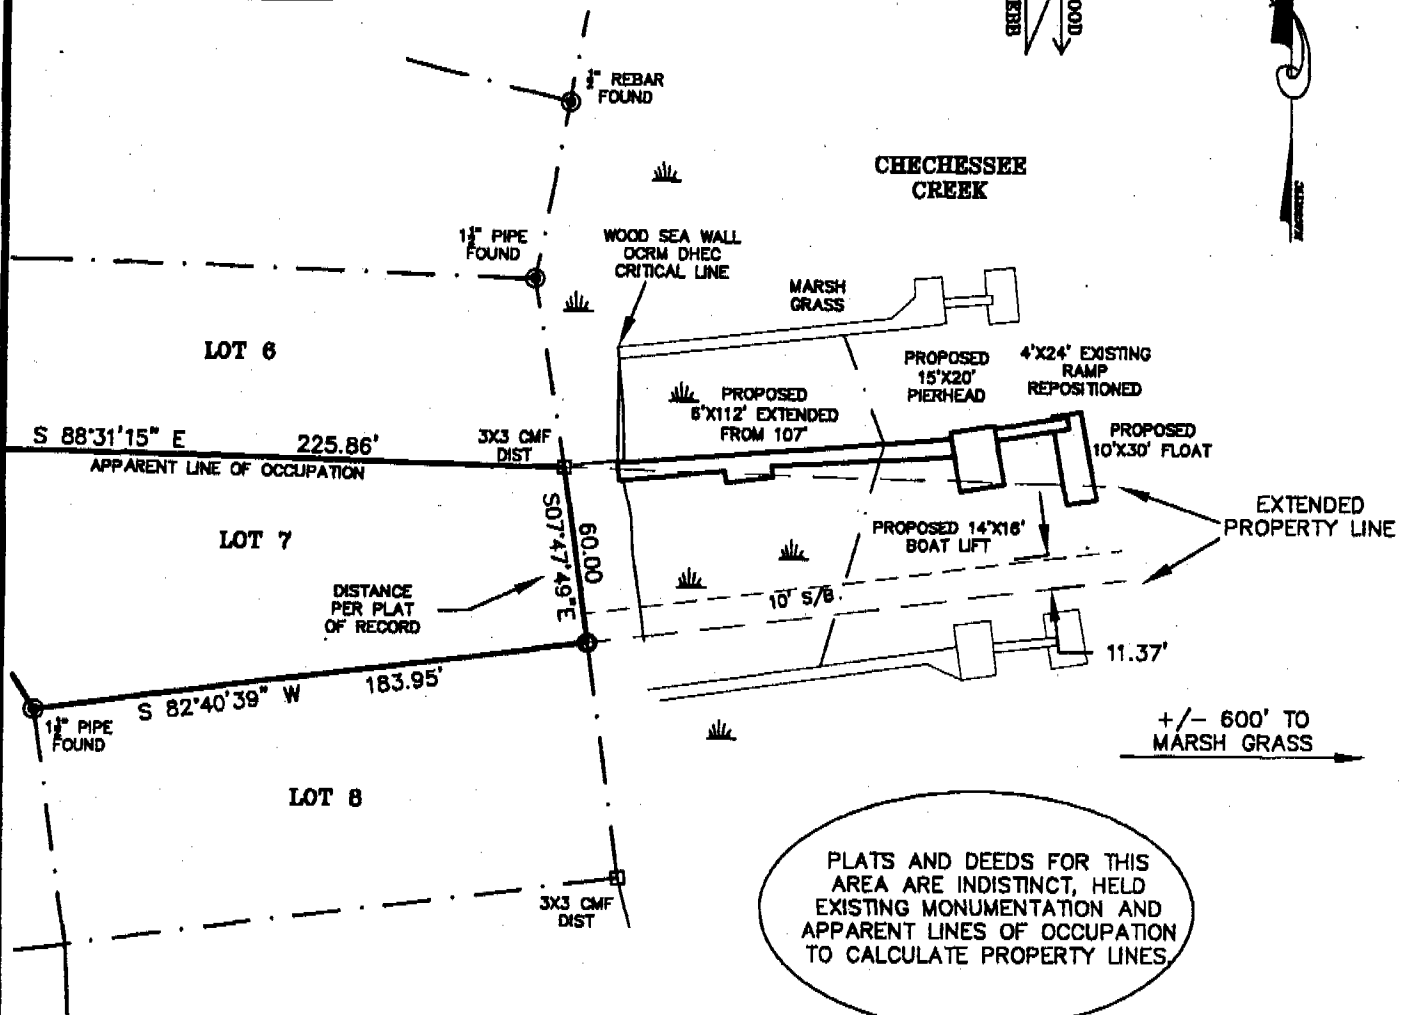 OOD
EBB
1/2" REBAR
FOUND
CHECHESSEE
CREEK
1 1/2" PIPE
FOUND
WOOD SEA WALL
OCRM DHEC
CRITICAL LINE
MARSH
GRASS
LOT 6
PROPOSED
15'X20'
PIERHEAD
4'X24' EXISTING
RAMP
REPOSITIONED
PROPOSED
6'X112' EXTENDED
FROM 107'
S 88°31'15" E 225.86'
APPARENT LINE OF OCCUPATION
3X3 CMF
DIST
PROPOSED
10'X30' FLOAT
LOT 7
S07°47'49"E
60.00
PROPOSED 14'X16'
BOAT LIFT
EXTENDED
PROPERTY LINE
DISTANCE
PER PLAT
OF RECORD
10' S/B
11.37'
S 82°40'39" W 183.95'
1 1/2" PIPE
FOUND
+/- 600' TO
MARSH GRASS
LOT 8
3X3 CMF
DIST
PLATS AND DEEDS FOR THIS
AREA ARE INDISTINCT, HELD
EXISTING MONUMENTATION AND
APPARENT LINES OF OCCUPATION
TO CALCULATE PROPERTY LINES.